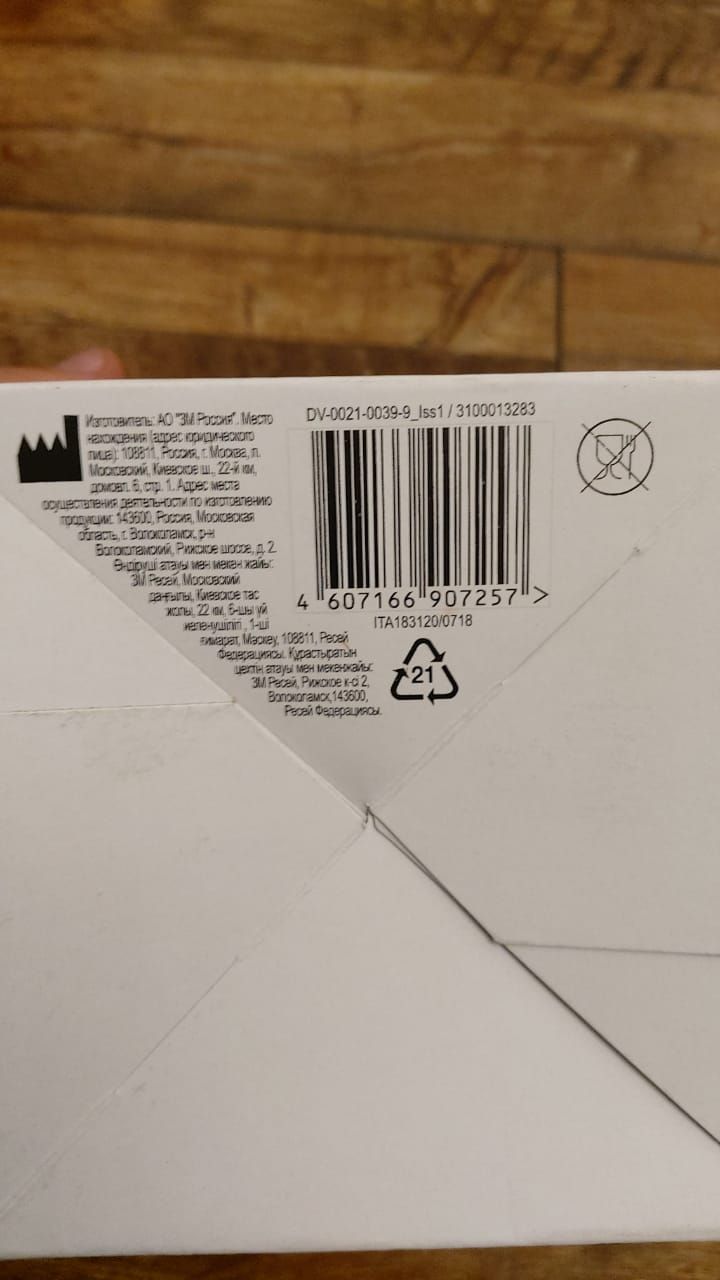 Изготовитель: АО "3М Россия". Место
нахождения (адрес юридического
лица): 108811, Россия, г. Москва, п.
Московский, Киевское ш., 22-й км,
домовл. 6, стр. 1. Адрес места
осуществления деятельности по изготовлению
продукции: 143600, Россия, Московская
область, г. Волоколамск, р-н
Волоколамский, Рижское шоссе, д. 2.
Өндіруші атауы мен мекен жайы:
3М Ресей, Московский
даңғылы, Киевское тас
жолы, 22 км, 6-шы үй
иеленушілігі , 1-ші
ғимарат, Мәскеу, 108811, Ресей
Федерациясы. Құрастыратын
цехтің атауы мен мекенжайы:
3М Ресей, Рижское к-сі 2,
Волоколамск,143600,
Ресей Федерациясы.
DV-0021-0039-9_Iss1 / 3100013283
4 607166 907257 >
ITA183120/0718
21